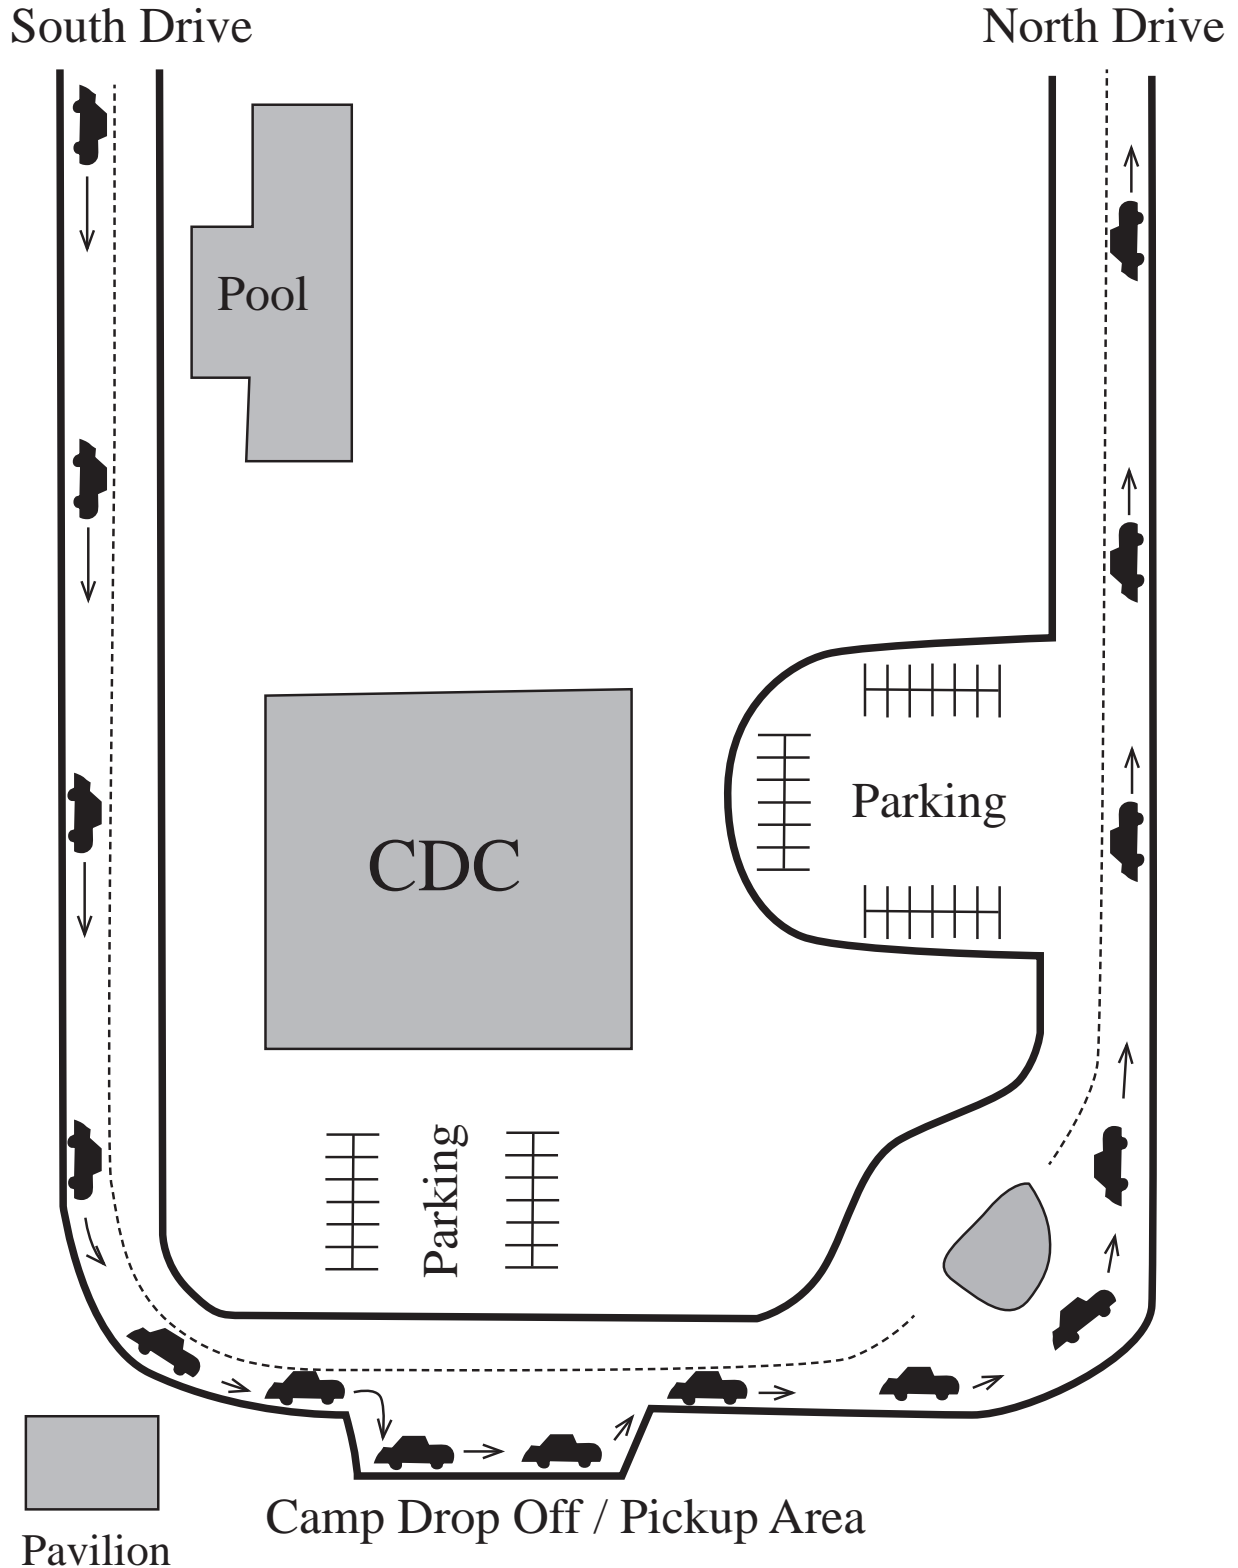 South Drive
North Drive
Pool
Parking
CDC
Parking
Camp Drop Off / Pickup Area
Pavilion